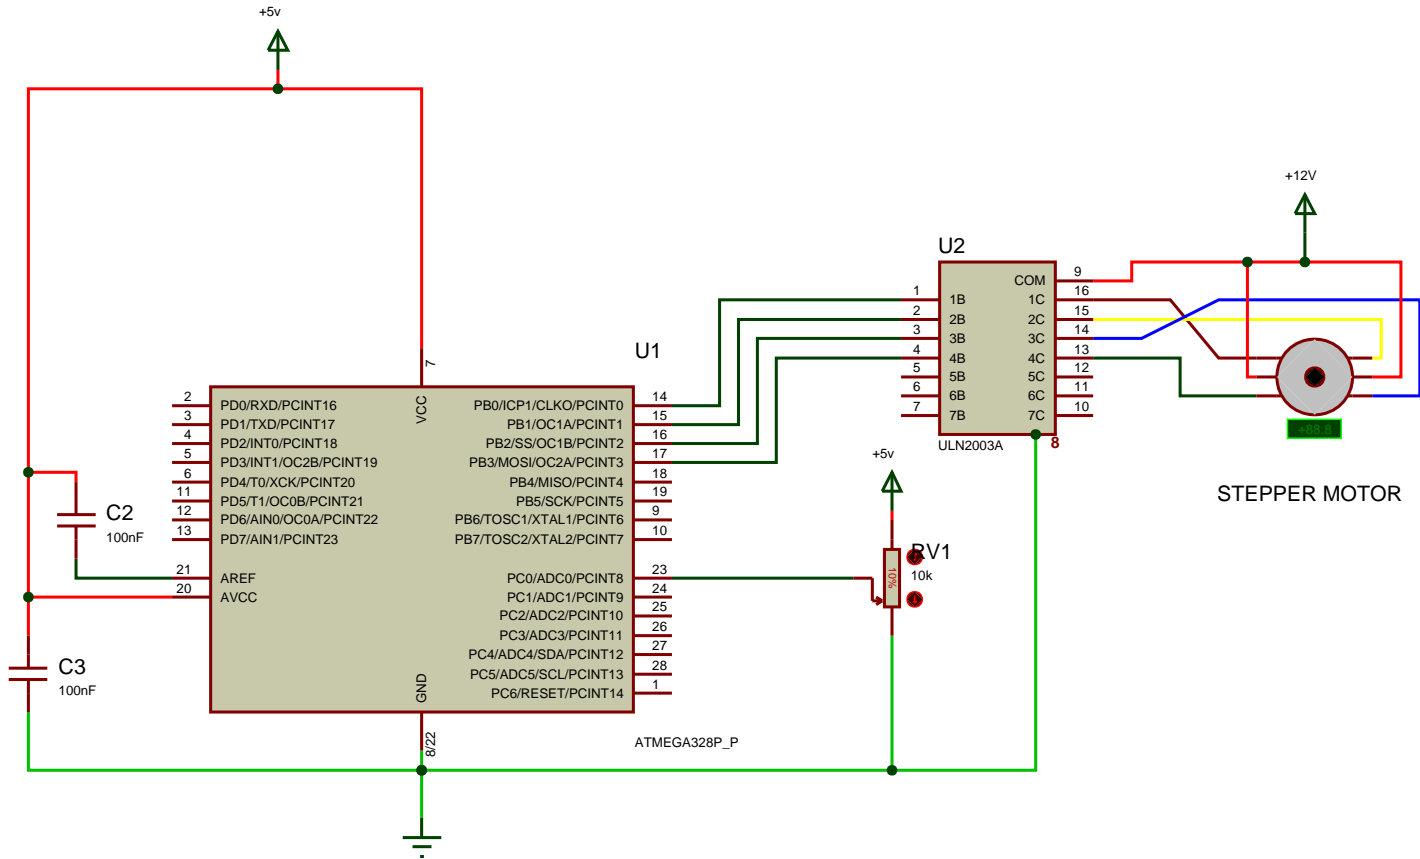 +5v
+12V
U2
U1
7
VCC
2 PD0/RXD/PCINT16
3 PD1/TXD/PCINT17
4 PD2/INT0/PCINT18
5 PD3/INT1/OC2B/PCINT19
6 PD4/T0/XCK/PCINT20
11 PD5/T1/OC0B/PCINT21
12 PD6/AIN0/OC0A/PCINT22
13 PD7/AIN1/PCINT23
21 AREF
20 AVCC
PB0/ICP1/CLKO/PCINT0 14
PB1/OC1A/PCINT1 15
PB2/SS/OC1B/PCINT2 16
PB3/MOSI/OC2A/PCINT3 17
PB4/MISO/PCINT4 18
PB5/SCK/PCINT5 19
PB6/TOSC1/XTAL1/PCINT6 9
PB7/TOSC2/XTAL2/PCINT7 10
PC0/ADC0/PCINT8 23
PC1/ADC1/PCINT9 24
PC2/ADC2/PCINT10 25
PC3/ADC3/PCINT11 26
PC4/ADC4/SDA/PCINT12 27
PC5/ADC5/SCL/PCINT13 28
PC6/RESET/PCINT14 1
GND
8/22
ATMEGA328P_P
C2
100nF
C3
100nF
COM 9
1 1B 1C 16
2 2B 2C 15
3 3B 3C 14
4 4B 4C 13
5 5B 5C 12
6 6B 6C 11
7 7B 7C 10
ULN2003A
8
+5v
RV1
10k
10%
+88.8
STEPPER MOTOR